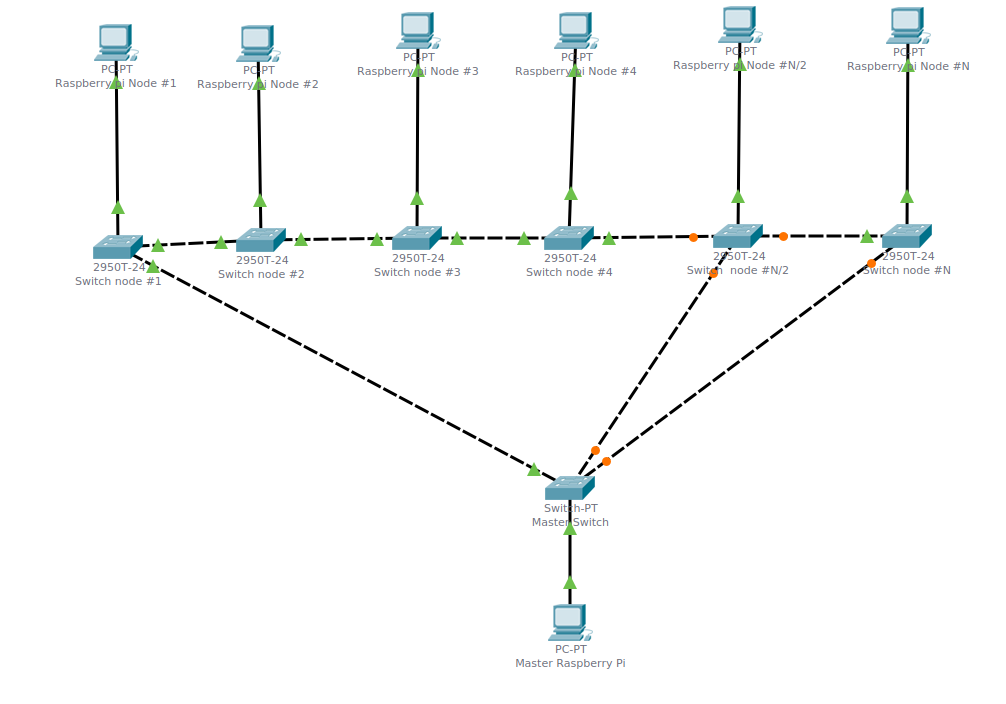 PC-PT
Raspberry pi Node #1
PC-PT
Raspberry pi Node #2
PC-PT
Raspberry pi Node #3
PC-PT
Raspberry pi Node #4
PC-PT
Raspberry pi Node #N/2
PC-PT
Raspberry pi Node #N
2950T-24
Switch node #1
2950T-24
Switch node #2
2950T-24
Switch node #3
2950T-24
Switch node #4
2950T-24
Switch node #N/2
2950T-24
Switch node #N
Switch-PT
Master Switch
PC-PT
Master Raspberry Pi